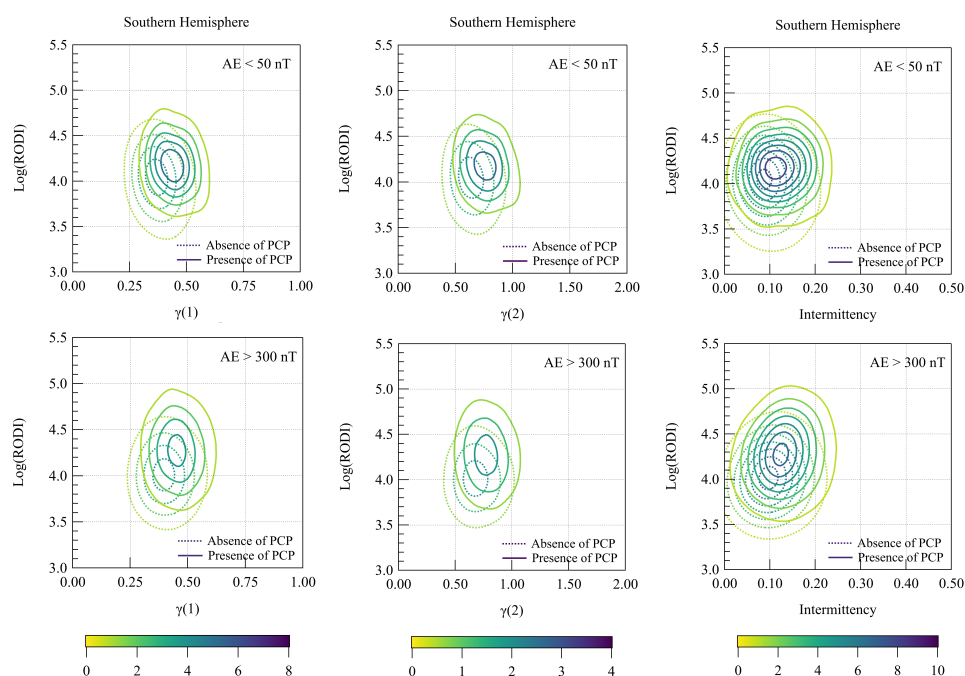 Southern Hemisphere
Southern Hemisphere
Southern Hemisphere
5.5
5.0
4.5
4.0
3.5
3.0
Log(RODI)
AE < 50 nT
Absence of PCP
Presence of PCP
0.00 0.25 0.50 0.75 1.00
γ(1)
5.5
5.0
4.5
4.0
3.5
3.0
Log(RODI)
AE < 50 nT
Absence of PCP
Presence of PCP
0.00 0.50 1.00 1.50 2.00
γ(2)
5.5
5.0
4.5
4.0
3.5
3.0
Log(RODI)
AE < 50 nT
Absence of PCP
Presence of PCP
0.00 0.10 0.20 0.30 0.40 0.50
Intermittency
5.5
5.0
4.5
4.0
3.5
3.0
Log(RODI)
AE > 300 nT
Absence of PCP
Presence of PCP
0.00 0.25 0.50 0.75 1.00
γ(1)
5.5
5.0
4.5
4.0
3.5
3.0
Log(RODI)
AE > 300 nT
Absence of PCP
Presence of PCP
0.00 0.50 1.00 1.50 2.00
γ(2)
5.5
5.0
4.5
4.0
3.5
3.0
Log(RODI)
AE > 300 nT
Absence of PCP
Presence of PCP
0.00 0.10 0.20 0.30 0.40 0.50
Intermittency
0 2 4 6 8
0 1 2 3 4
0 2 4 6 8 10